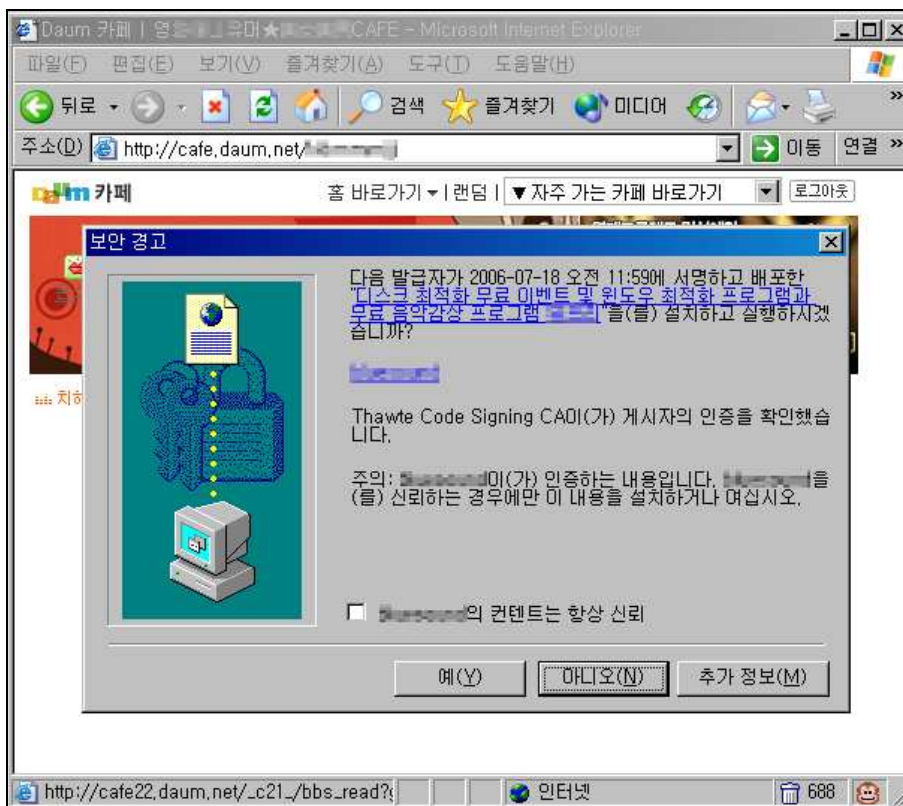 Daum 카페 | 영 유머★ CAFE - Microsoft Internet Explorer
파일(F) 편집(E) 보기(V) 즐겨찾기(A) 도구(T) 도움말(H)
뒤로 검색 즐겨찾기 미디어 »
주소(D) http://cafe.daum.net/ 이동 연결 »
카페 홈 바로가기 ▾ | 랜덤 | ▼ 자주 가는 카페 바로가기 로그아웃
보안 경고
다음 발급자가 2006-07-18 오전 11:59에 서명하고 배포한
"디스크 최적화 무료 이벤트 및 윈도우 최적화 프로그램과
무료 음악감상 프로그램 "을(를) 설치하고 실행하시겠
습니까?
Thawte Code Signing CA이(가) 게시자의 인증을 확인했습
니다.
주의: 이(가) 인증하는 내용입니다. 을
(를) 신뢰하는 경우에만 이 내용을 설치하거나 여십시오.
의 컨텐트는 항상 신뢰
예(Y) 아니오(N) 추가 정보(M)
http://cafe22.daum.net/_c21_/bbs_read? 인터넷 688